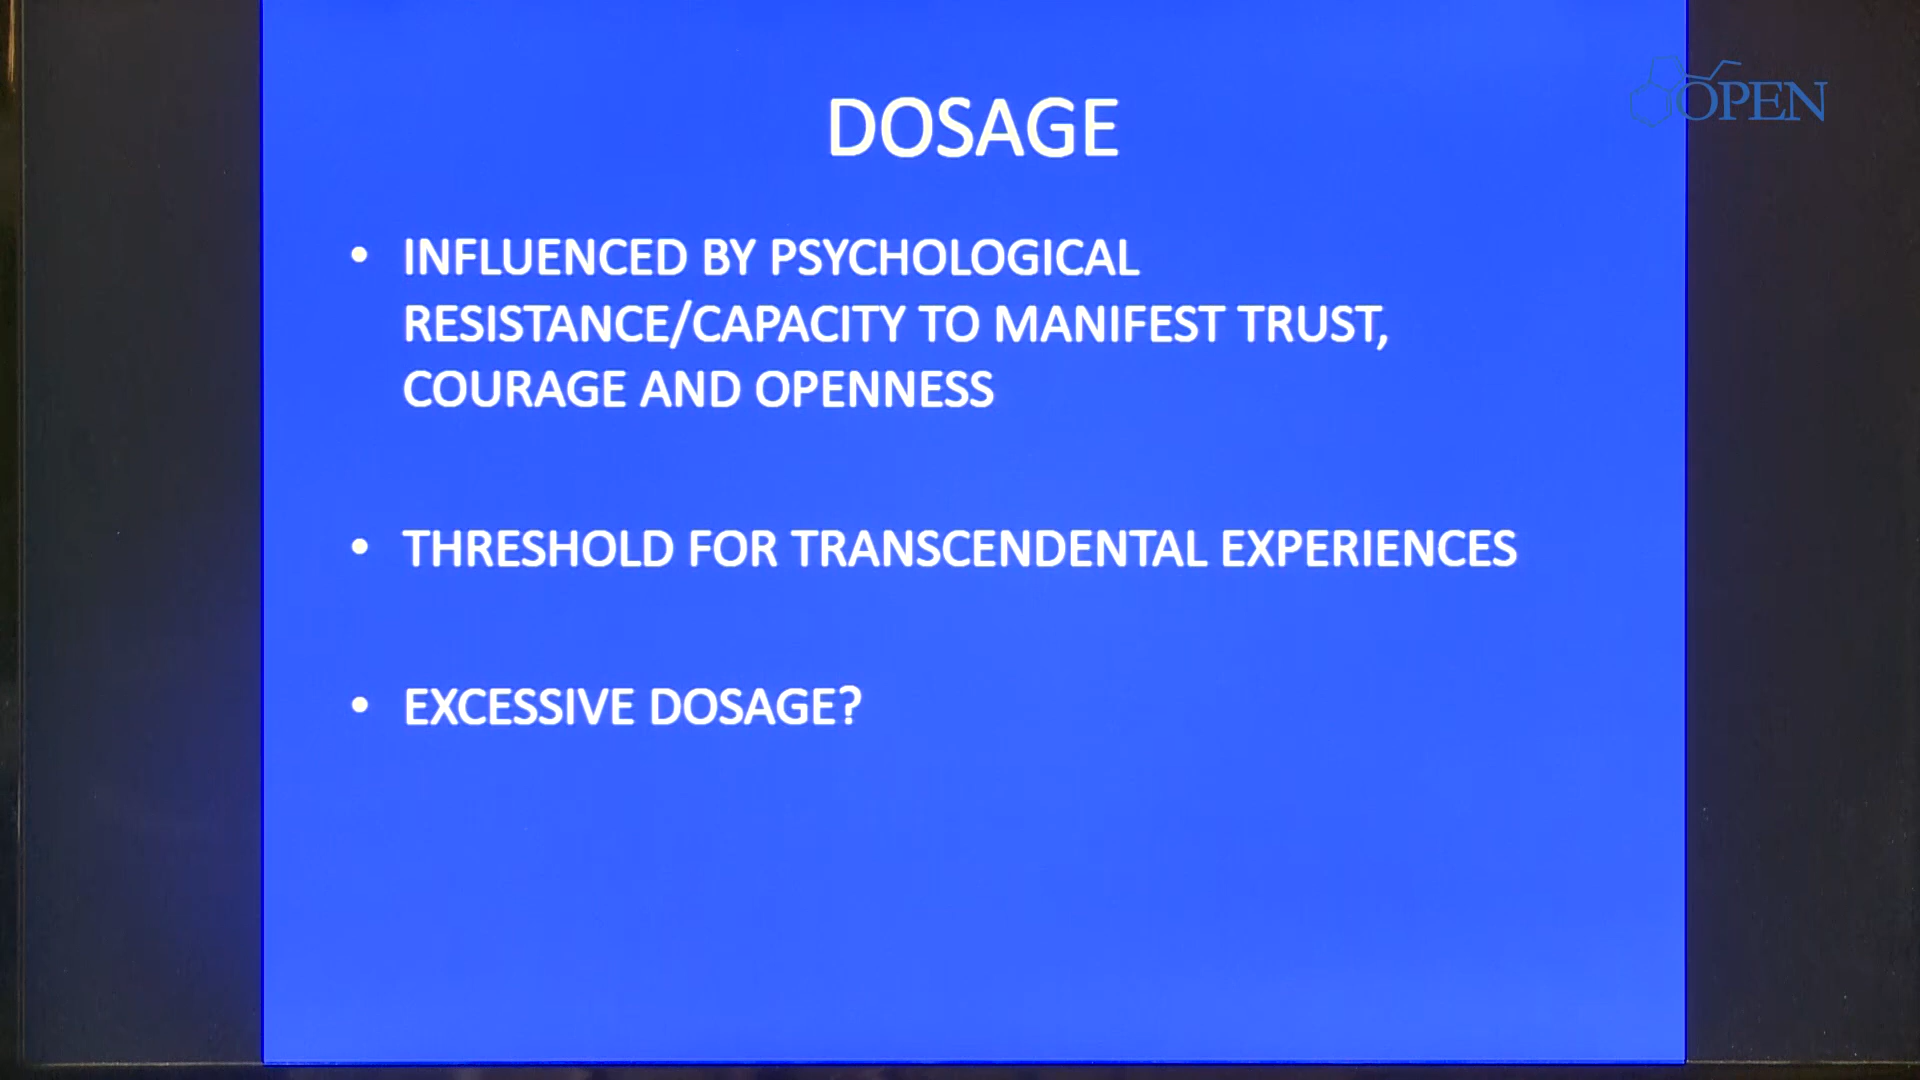 OPEN
DOSAGE
• INFLUENCED BY PSYCHOLOGICAL
RESISTANCE/CAPACITY TO MANIFEST TRUST,
COURAGE AND OPENNESS
• THRESHOLD FOR TRANSCENDENTAL EXPERIENCES
• EXCESSIVE DOSAGE?